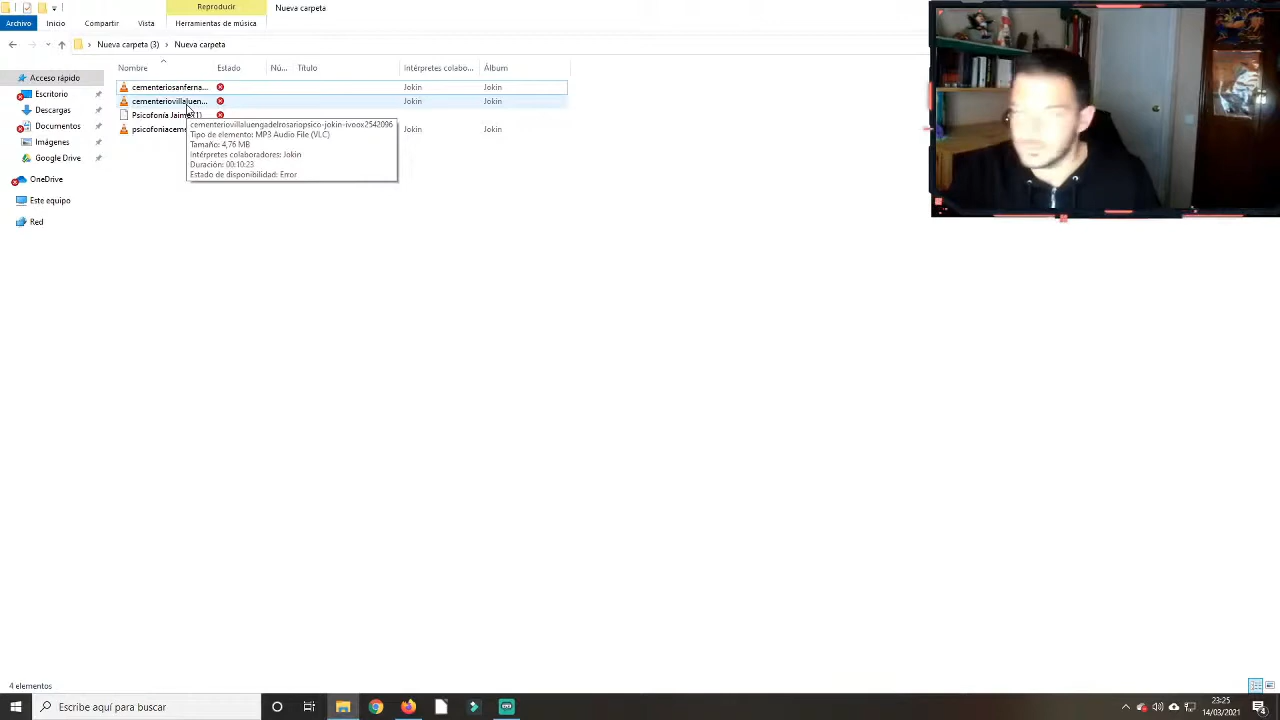 Reproducir
Nueva carpeta
Archivo
Inicio
Compartir
Vista
Herramientas de música
Nueva carpeta (3) > Nueva carpeta
Nombre
Estado
Nú...
Título
Intérpretes colabo...
Álbum
Acceso rápido
Escritorio
Descargas
Documentos
Imágenes
Google Drive
OneDrive
Este equipo
Red
cementeriosanferna...
Jokin
Jokin
cementeriovillaluen...
Jokin
Jokin
Psicofonía Jaime(1)
psicofoniacem
Jokin
Jokin
cementeriovillaluengadelrosariopsico-jokin-ivoox2542096
Tipo de elemento: MP3 Audio File (VLC)
Tamaño: 4,76 MB
Intérpretes colaboradores: Jokin
Duración: 00:10:23
Estado de disponibilidad: Error
4 elementos
Escribe aquí para buscar
23:25
14/03/2021